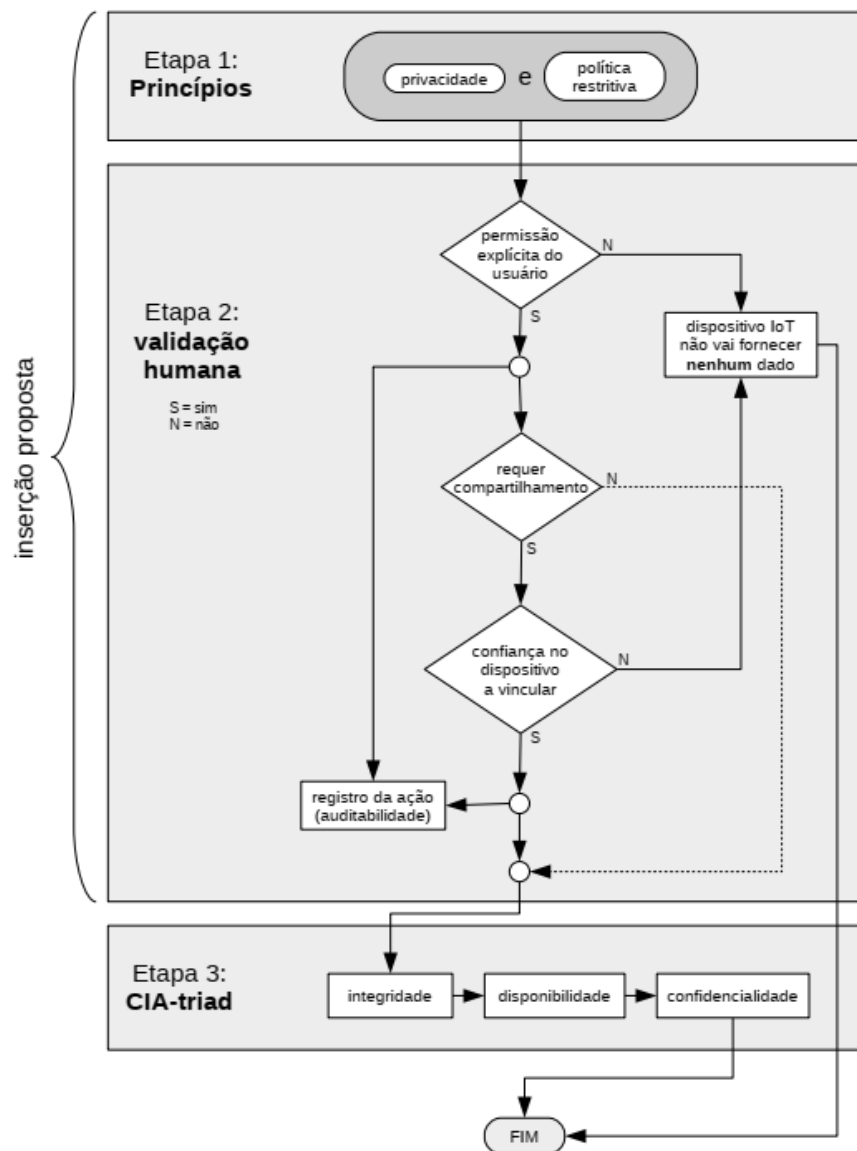 Etapa 1:
Princípios
privacidade
e
política
restritiva
inserção proposta
Etapa 2:
validação
humana
S = sim
N = não
permissão
explícita do
usuário
N
S
dispositivo IoT
não vai fornecer
nenhum dado
requer
compartilhamento
N
S
confiança no
dispositivo
a vincular
N
S
registro da ação
(auditabilidade)
Etapa 3:
CIA-triad
integridade
disponibilidade
confidencialidade
FIM